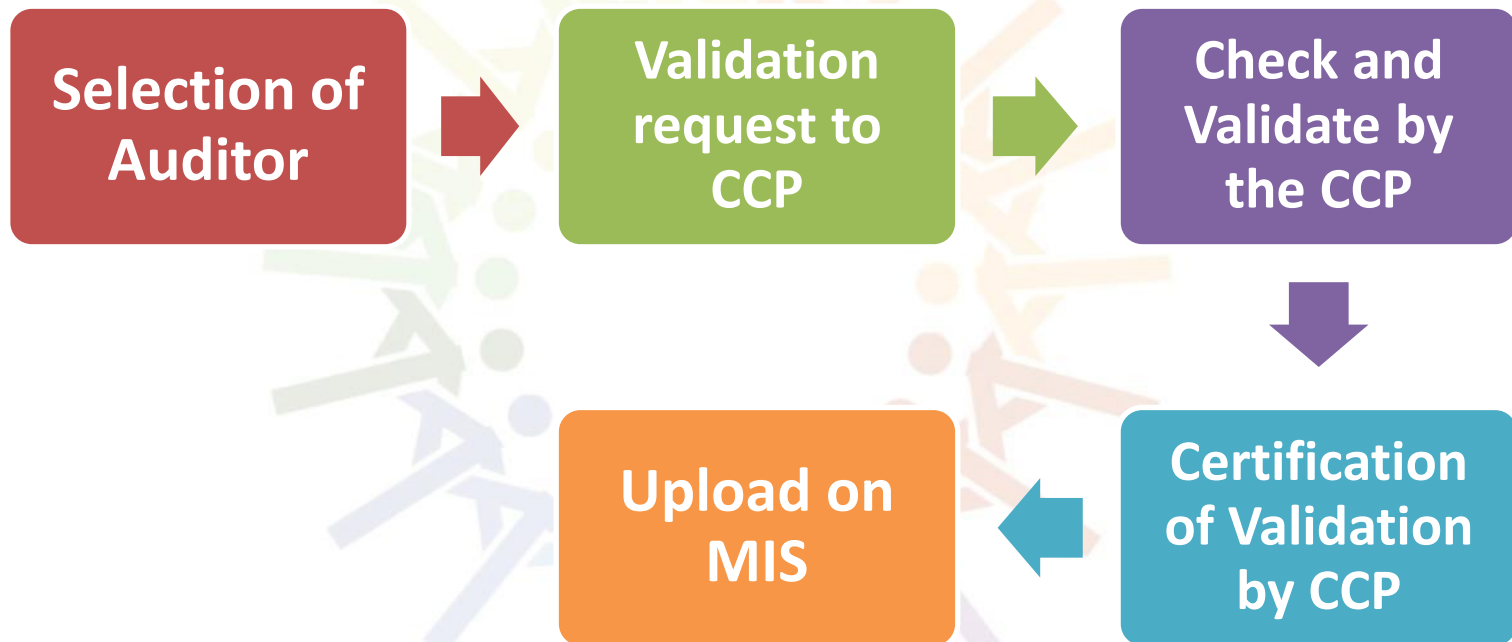 Selection of
Auditor
Validation
request to
CCP
Check and
Validate by
the CCP
Certification
of Validation
by CCP
Upload on
MIS